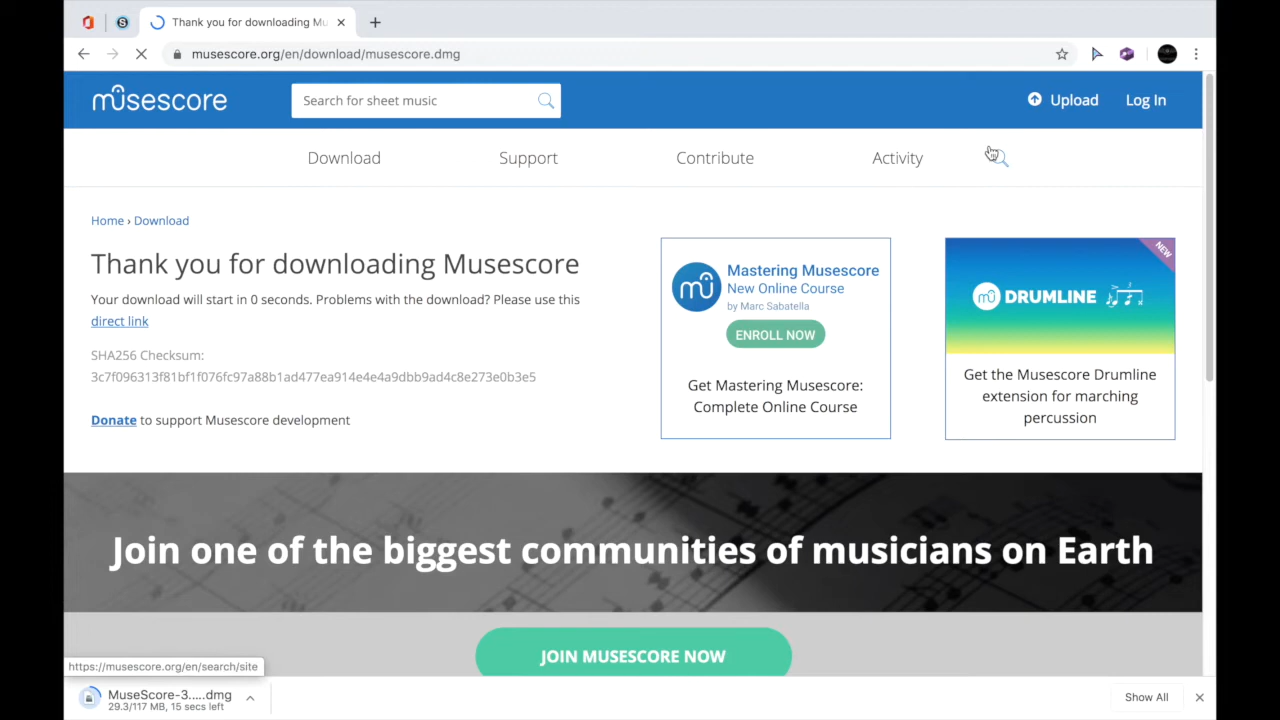 Thank you for downloading Mu
musescore.org/en/download/musescore.dmg
musescore
Search for sheet music
Upload
Log In
Download
Support
Contribute
Activity
Home › Download
Thank you for downloading Musescore
Your download will start in 0 seconds. Problems with the download? Please use this
direct link
SHA256 Checksum:
3c7f096313f81bf1f076fc97a88b1ad477ea914e4e4a9dbb9ad4c8e273e0b3e5
Donate to support Musescore development
Mastering Musescore
New Online Course
by Marc Sabatella
ENROLL NOW
Get Mastering Musescore:
Complete Online Course
NEW
DRUMLINE
Get the Musescore Drumline
extension for marching
percussion
Join one of the biggest communities of musicians on Earth
JOIN MUSESCORE NOW
https://musescore.org/en/search/site
MuseScore-3.....dmg
29.3/117 MB, 15 secs left
Show All